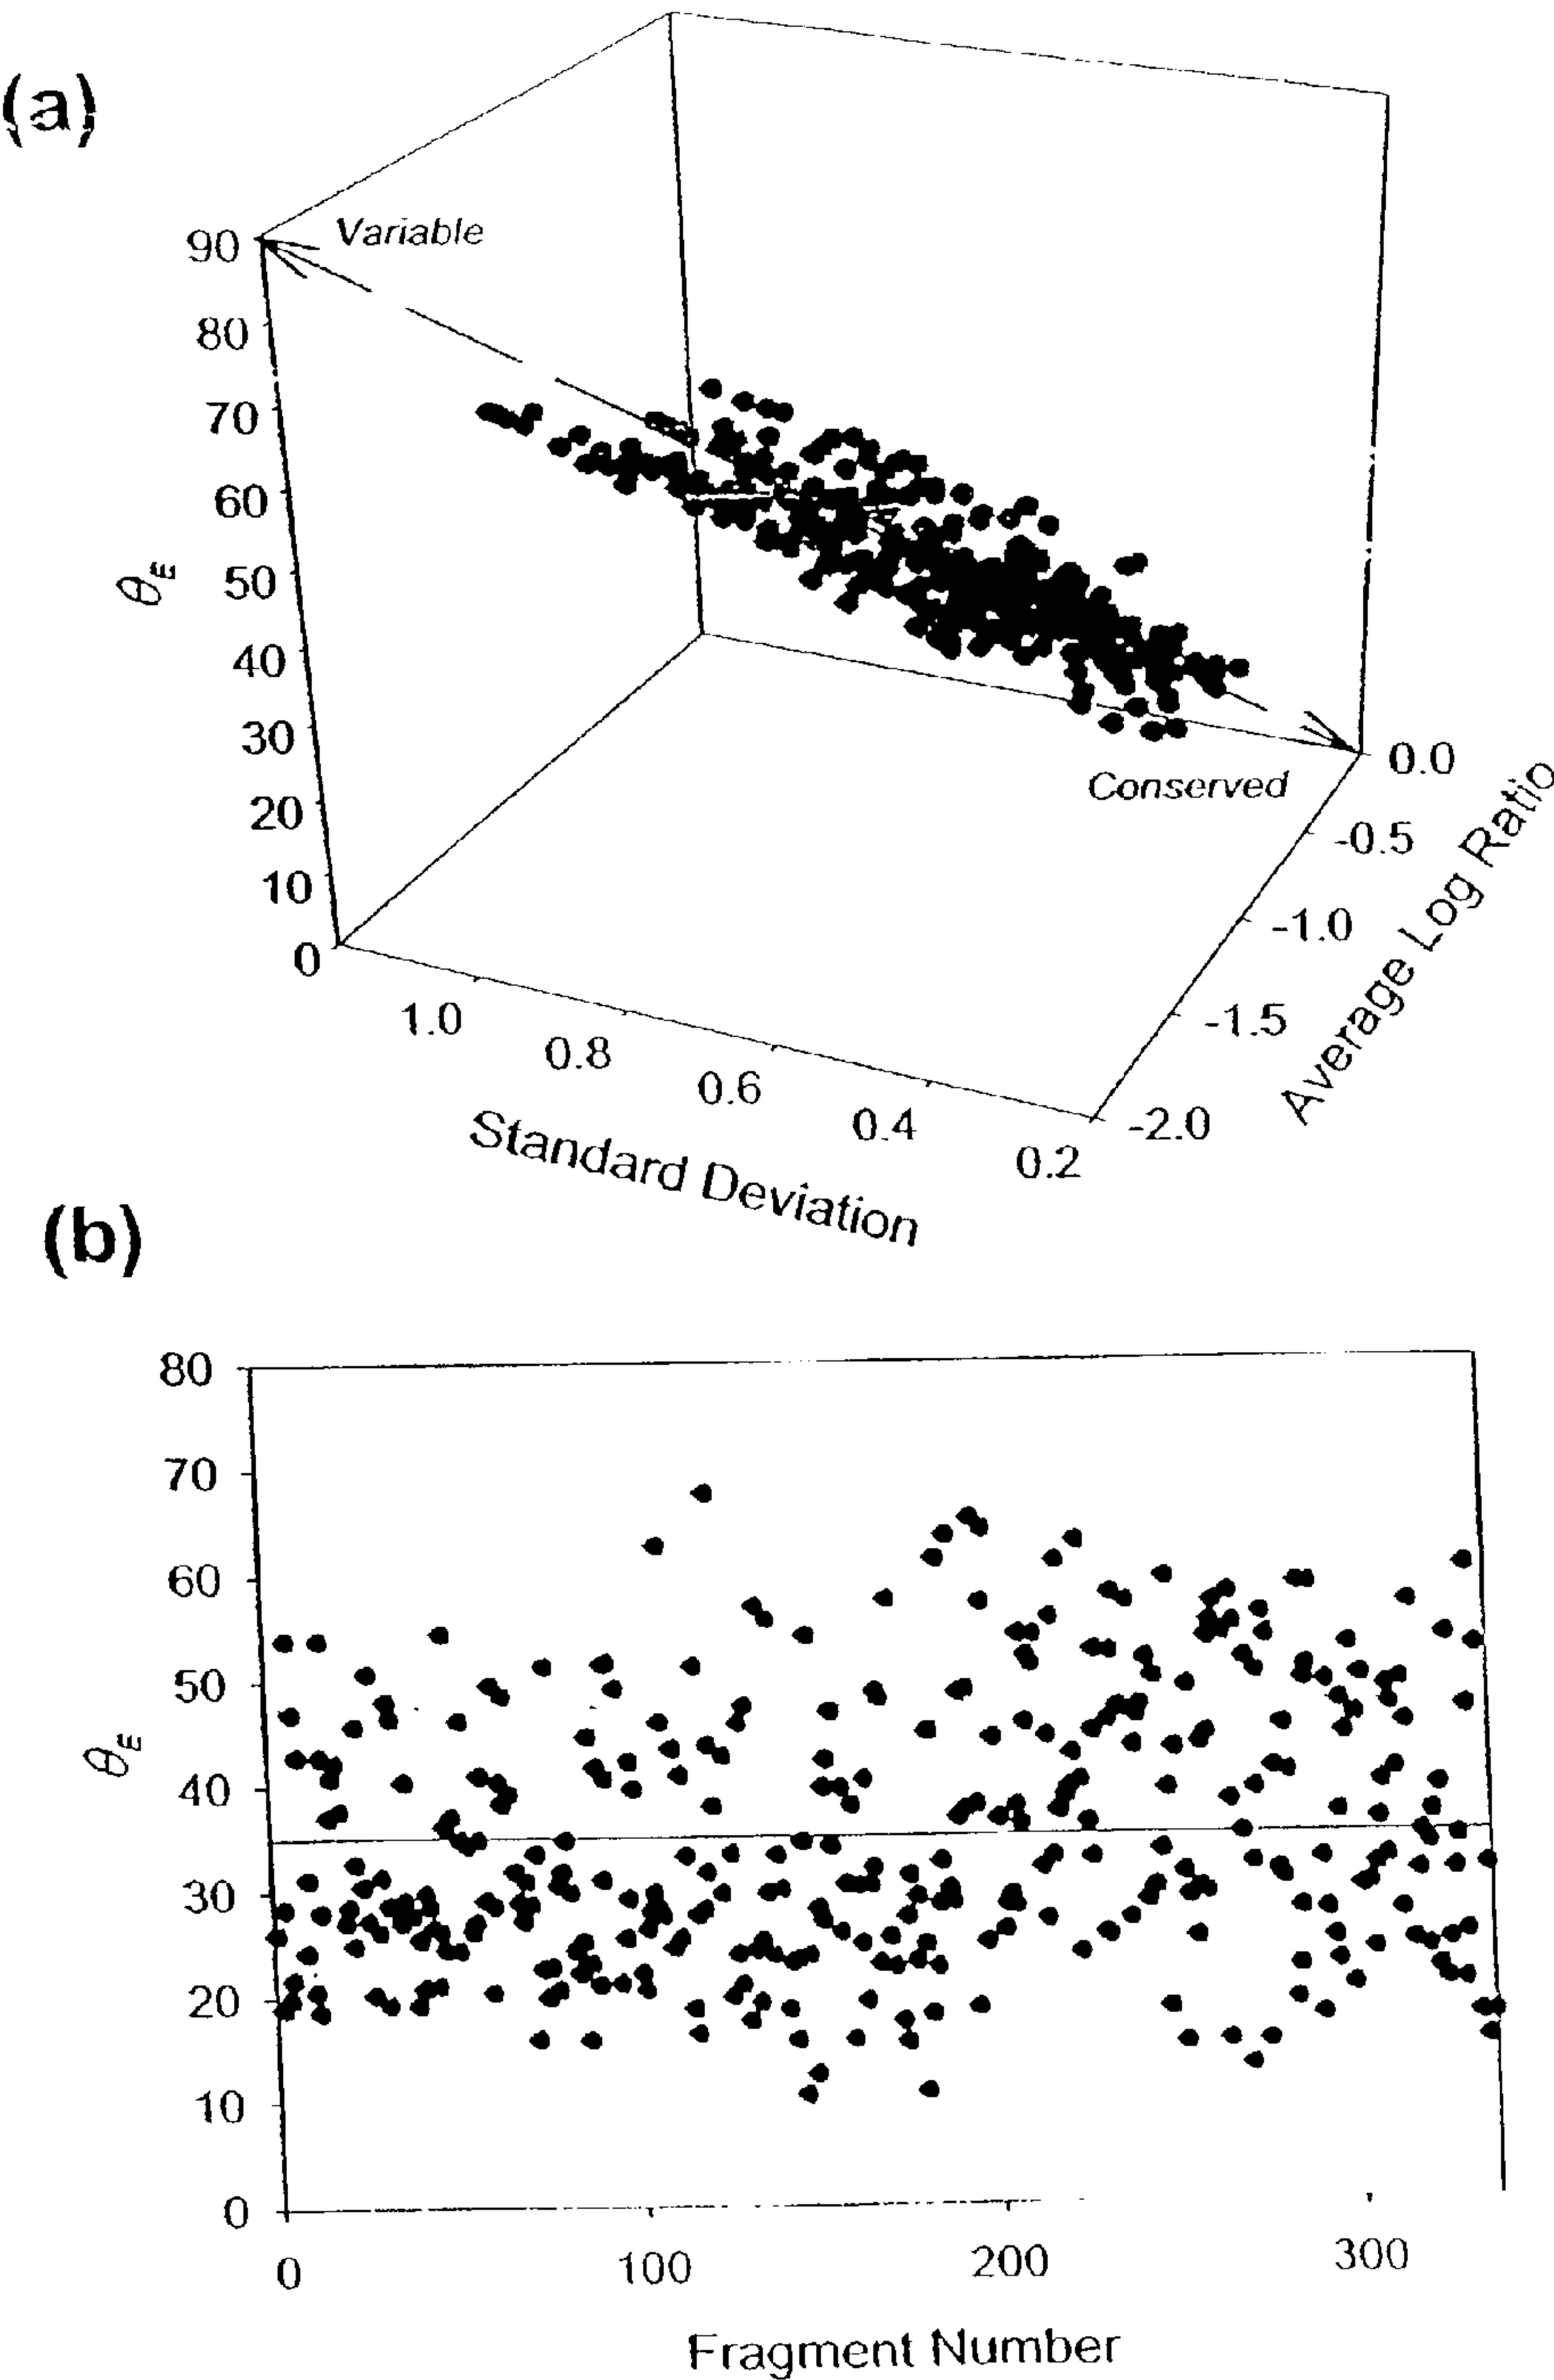 (a)
Variable
90
80
70
60
50
40
30
20
10
0
θE
Conserved
0.0
-0.5
-1.0
-1.5
-2.0
Average Log Ratio
1.0
0.8
0.6
0.4
0.2
Standard Deviation
(b)
80
70
60
50
40
30
20
10
0
θE
0 100 200 300
Fragment Number